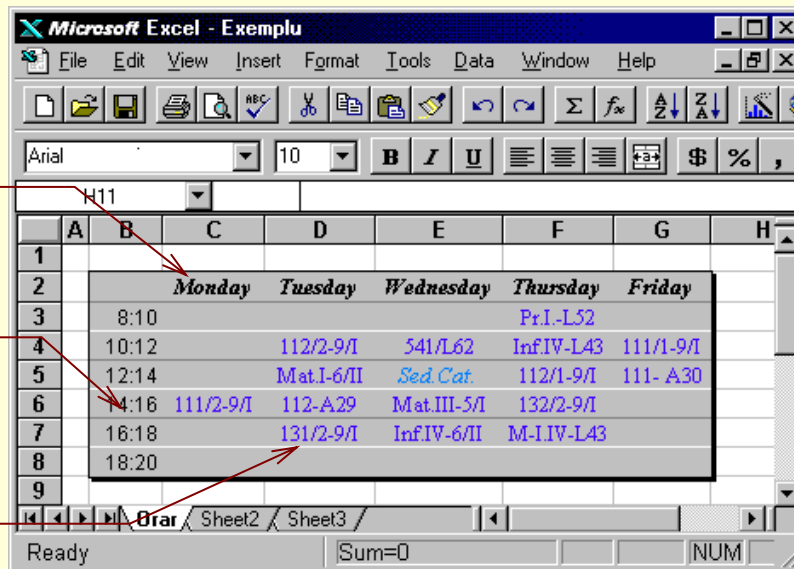 Microsoft Excel - Exemplu
File Edit View Insert Format Tools Data Window Help
ABC Σ f A Z Z A
Arial 10 B I U a $ % ,
H11
A B C D E F G H
1
2 Monday Tuesday Wednesday Thursday Friday
3 8:10 Pr.I.-L52
4 10:12 112/2-9/I 541/L62 Inf.IV-L43 111/1-9/I
5 12:14 Mat.I-6/II Sed.Cat. 112/1-9/I 111- A30
6 14:16 111/2-9/I 112-A29 Mat.III-5/I 132/2-9/I
7 16:18 131/2-9/I Inf.IV-6/II M-I.IV-L43
8 18:20
9
Orar Sheet2 Sheet3
Ready Sum=0 NUM